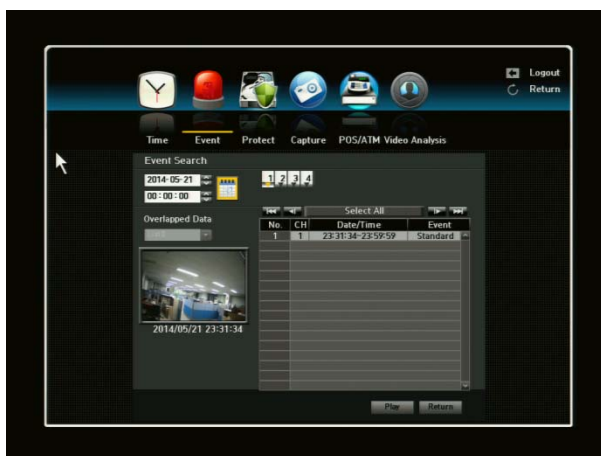 Logout
Return
Time Event Protect Capture POS/ATM Video Analysis
Event Search
2014-05-21
00:00:00
1 2 3 4
Overlapped Data
Select All
No. CH Date/Time Event
1 1 23:31:34-23:59:59 Standard
2014/05/21 23:31:34
Play Return